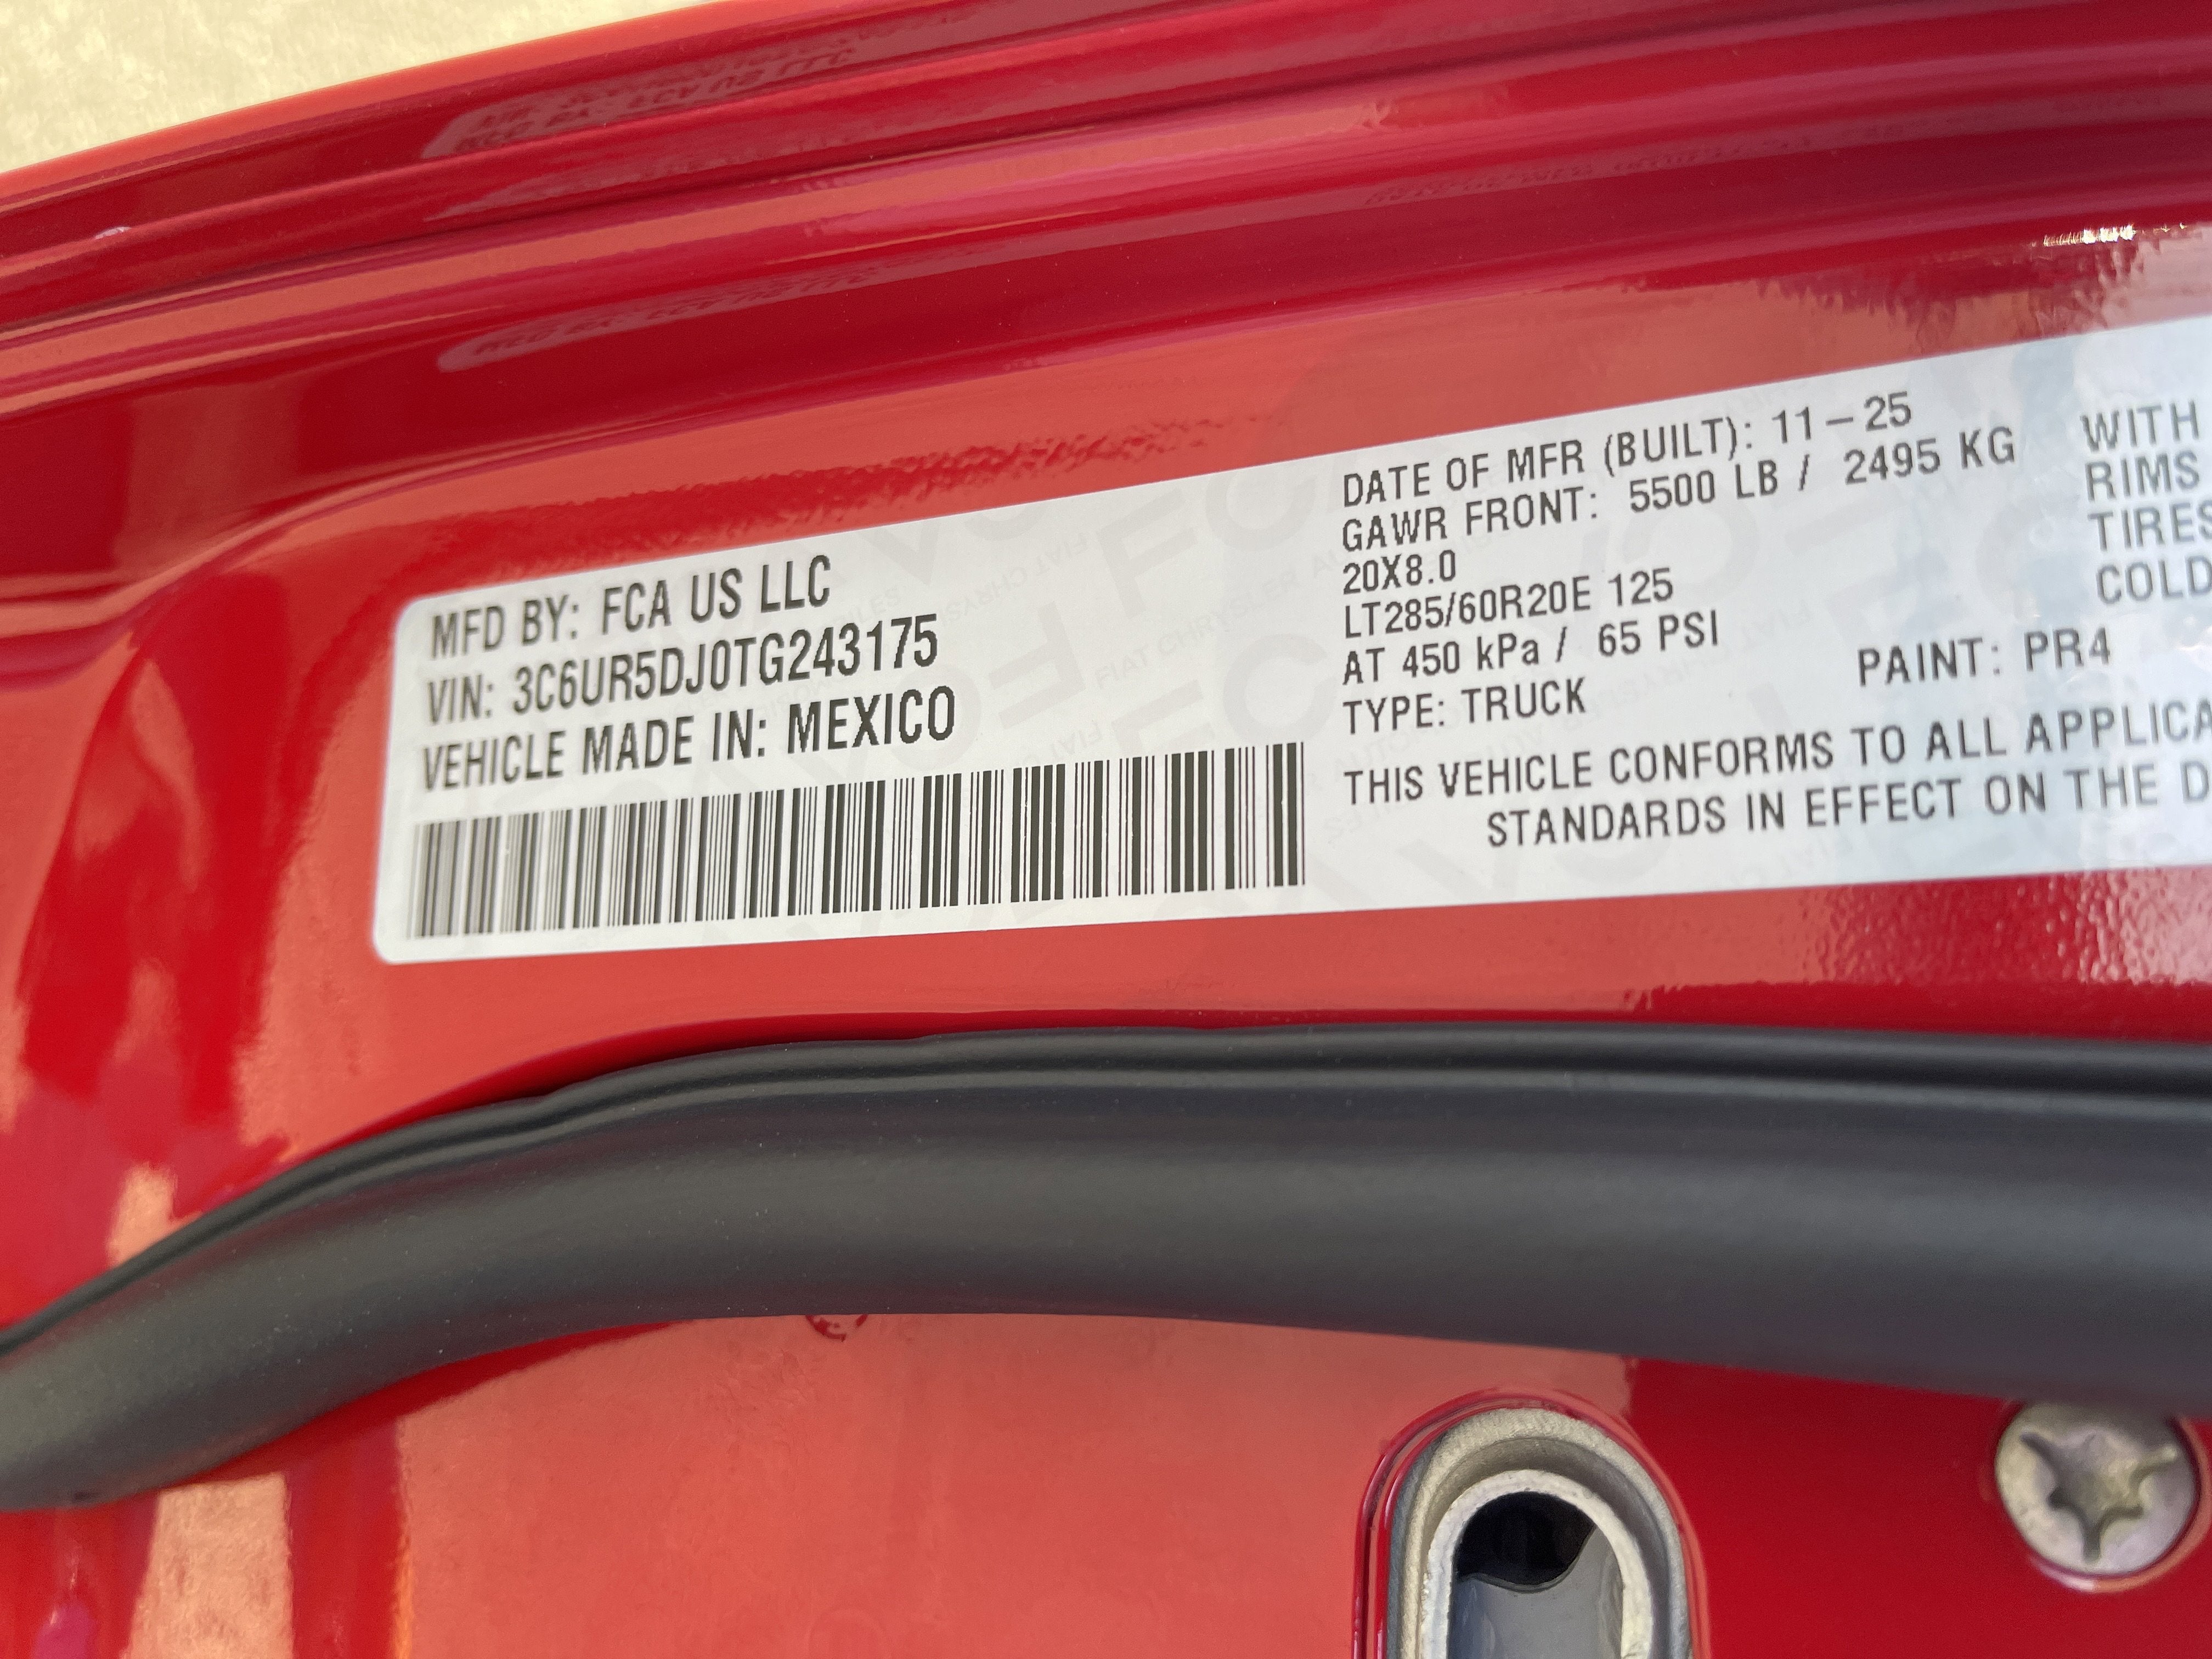 MFD BY: FCA US LLC
VIN: 3C6UR5DJ0TG243175
VEHICLE MADE IN: MEXICO
DATE OF MFR (BUILT): 11-25
GAWR FRONT: 5500 LB / 2495 KG
20X8.0
LT285/60R20E 125
AT 450 kPa / 65 PSI
TYPE: TRUCK
PAINT: PR4
THIS VEHICLE CONFORMS TO ALL APPLICA
STANDARDS IN EFFECT ON THE D
WITH
RIMS
TIRES
COLD